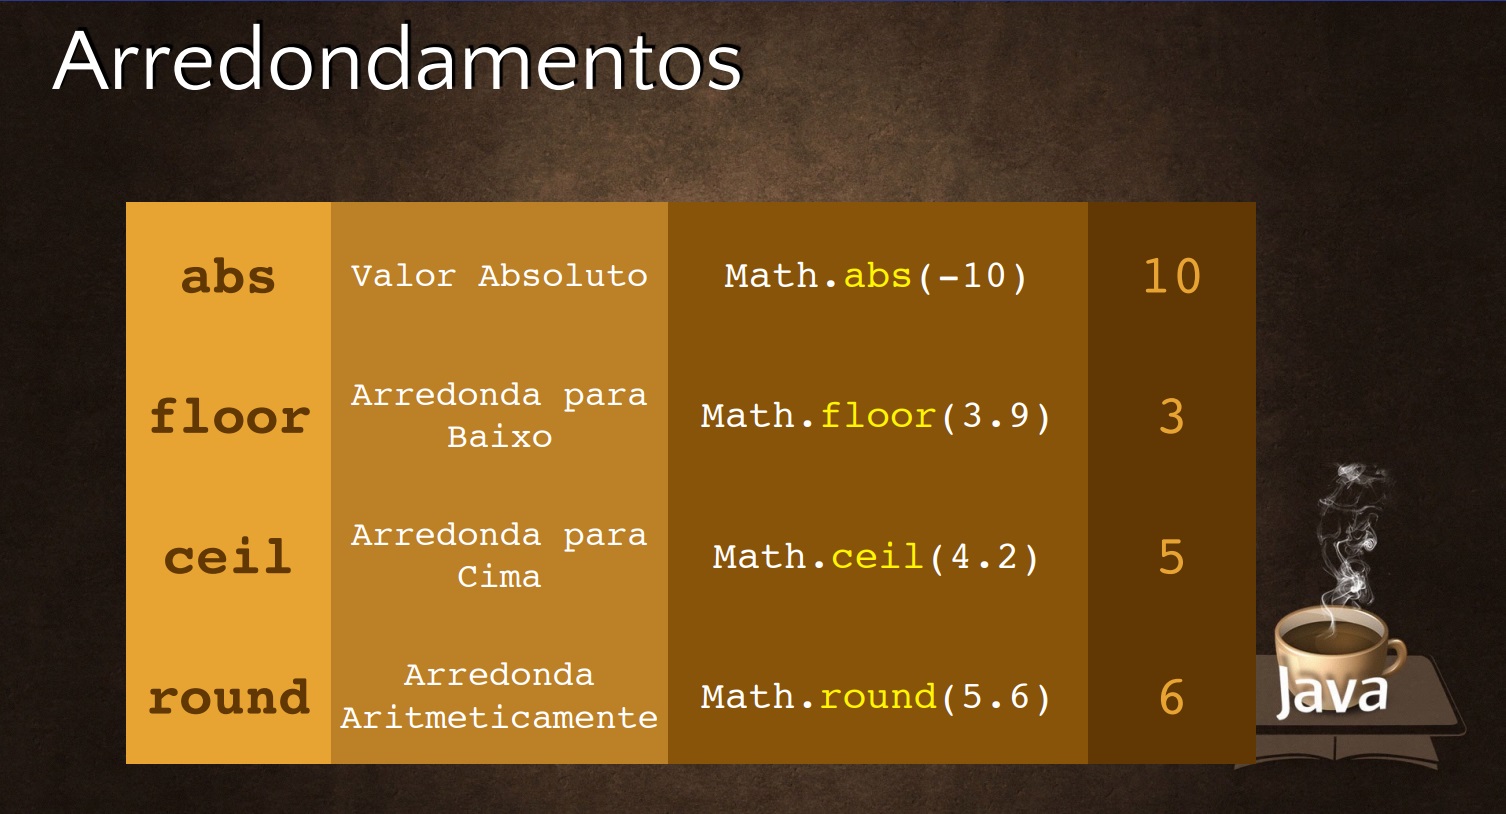 Arredondamentos
abs
Valor Absoluto
Math.abs(-10)
10
floor
Arredonda para
Baixo
Math.floor(3.9)
3
ceil
Arredonda para
Cima
Math.ceil(4.2)
5
round
Arredonda
Aritmeticamente
Math.round(5.6)
6
Java